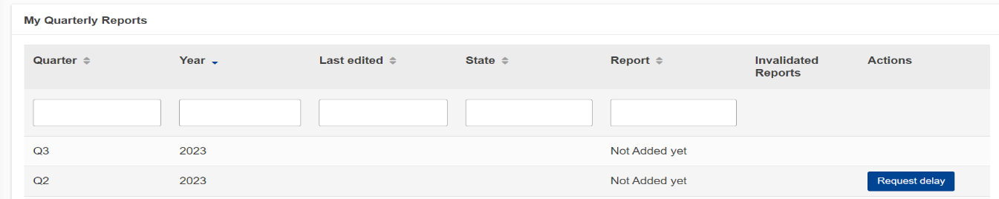 My Quarterly Reports
Quarter Year Last edited State Report Invalidated Reports Actions
Q3 2023 Not Added yet
Q2 2023 Not Added yet Request delay